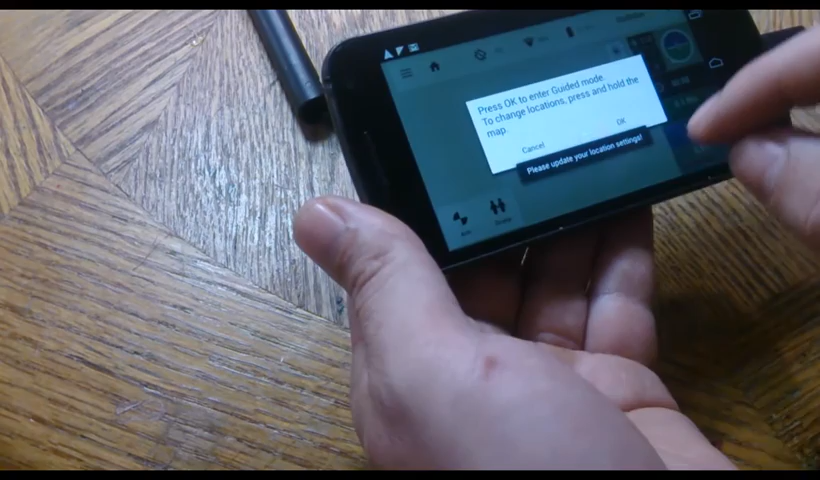 Press OK to enter Guided mode.
To change locations, press and hold the
map.
Cancel OK
Please update your location settings!
Arm